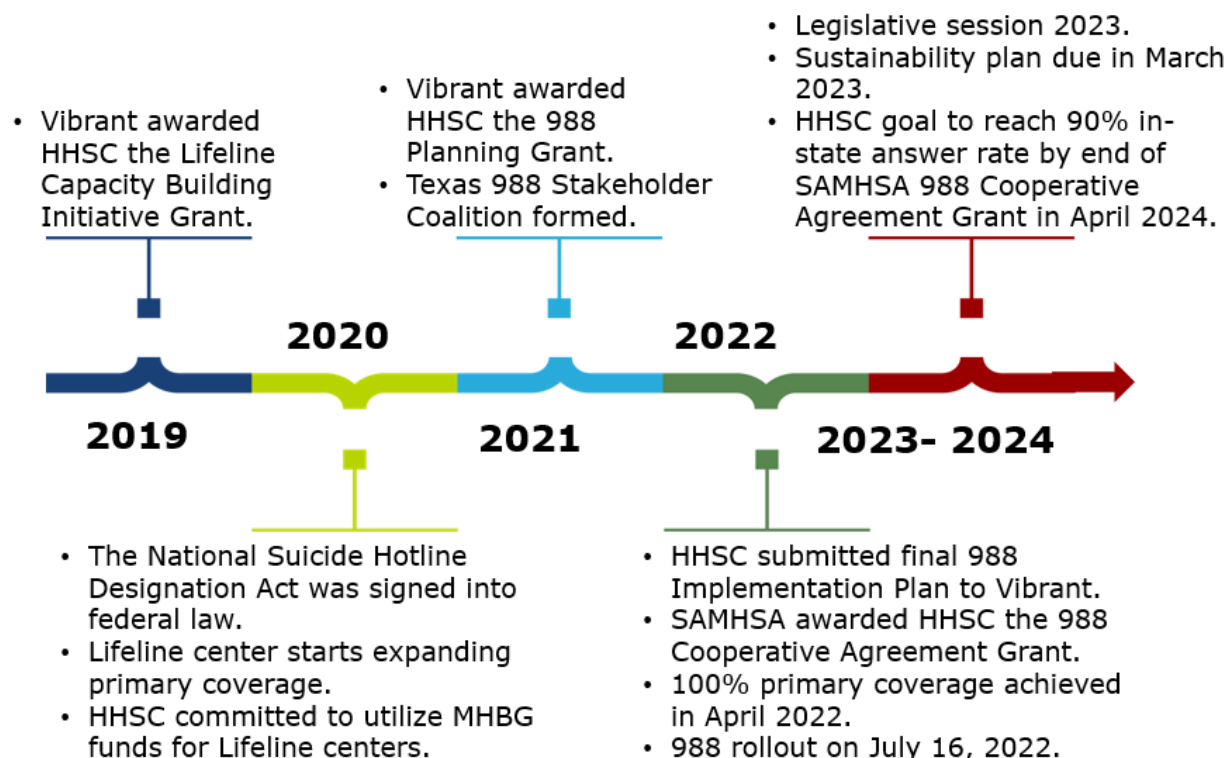 • Vibrant awarded
HHSC the Lifeline
Capacity Building
Initiative Grant.
• Vibrant awarded
HHSC the 988
Planning Grant.
• Texas 988 Stakeholder
Coalition formed.
• Legislative session 2023.
• Sustainability plan due in March
2023.
• HHSC goal to reach 90% in-
state answer rate by end of
SAMHSA 988 Cooperative
Agreement Grant in April 2024.
2020
2022
2019
2021
2023- 2024
• The National Suicide Hotline
Designation Act was signed into
federal law.
• Lifeline center starts expanding
primary coverage.
• HHSC committed to utilize MHBG
funds for Lifeline centers.
• HHSC submitted final 988
Implementation Plan to Vibrant.
• SAMHSA awarded HHSC the 988
Cooperative Agreement Grant.
• 100% primary coverage achieved
in April 2022.
• 988 rollout on July 16, 2022.